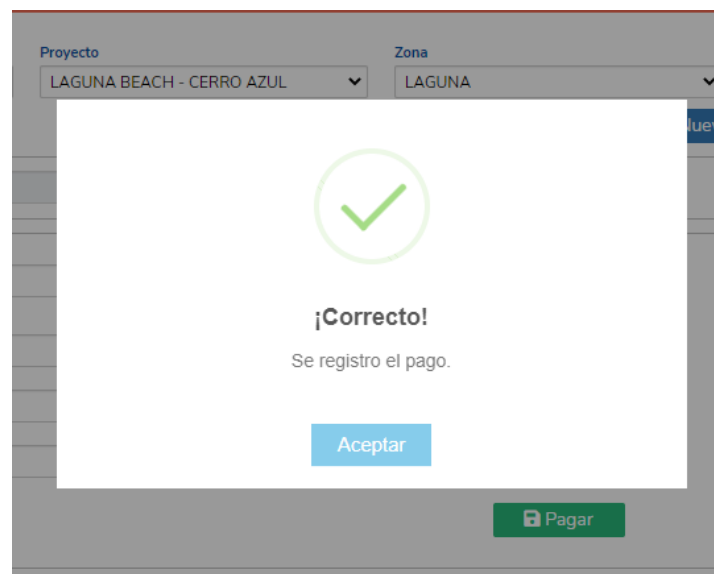 Proyecto
Zona
LAGUNA BEACH - CERRO AZUL
LAGUNA
¡Correcto!
Se registro el pago.
Aceptar
Pagar